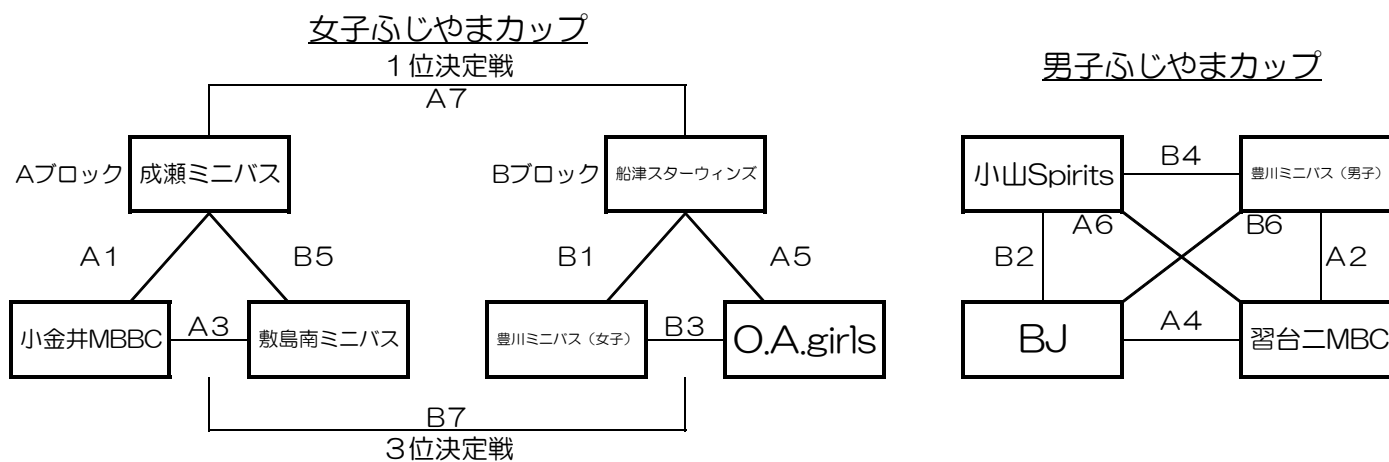 女子ふじやまカップ
1位決定戦
A7
Aブロック
成瀬ミニバス
Bブロック
船津スターウィンズ
A1
B5
B1
A5
小金井MBBC
A3
敷島南ミニバス
豊川ミニバス（女子）
B3
O.A.girls
B7
3位決定戦
男子ふじやまカップ
小山Spirits
B4
豊川ミニバス（男子）
B2
A6
B6
A2
BJ
A4
習台二MBC